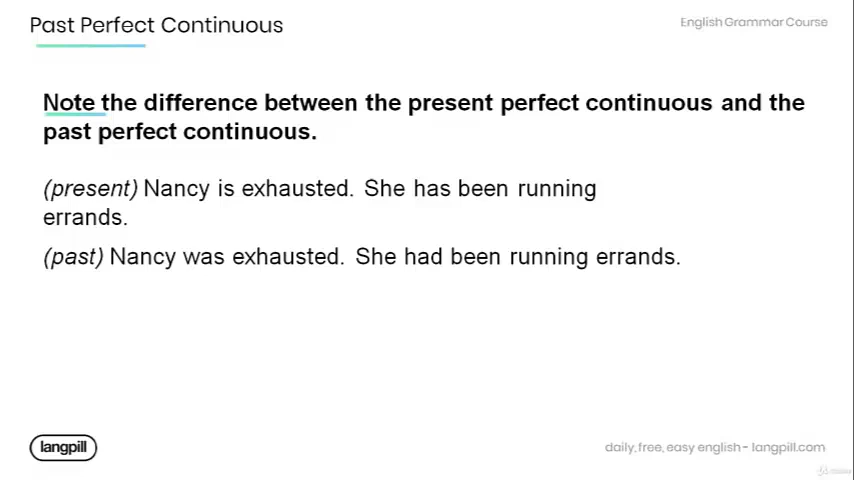 Past Perfect Continuous
English Grammar Course
Note the difference between the present perfect continuous and the
past perfect continuous.
(present) Nancy is exhausted. She has been running
errands.
(past) Nancy was exhausted. She had been running errands.
langpill
daily, free, easy english - langpill.com